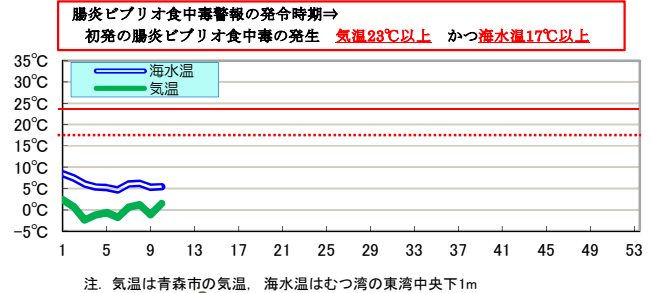 腸炎ビブリオ食中毒警報の発令時期⇒
初発の腸炎ビブリオ食中毒の発生 気温23℃以上 かつ海水温17℃以上
35℃
30℃
25℃
20℃
15℃
10℃
5℃
0℃
-5℃
海水温
気温
1 5 9 13 17 21 25 29 33 37 41 45 49 53
注. 気温は青森市の気温, 海水温はむつ湾の東湾中央下1m